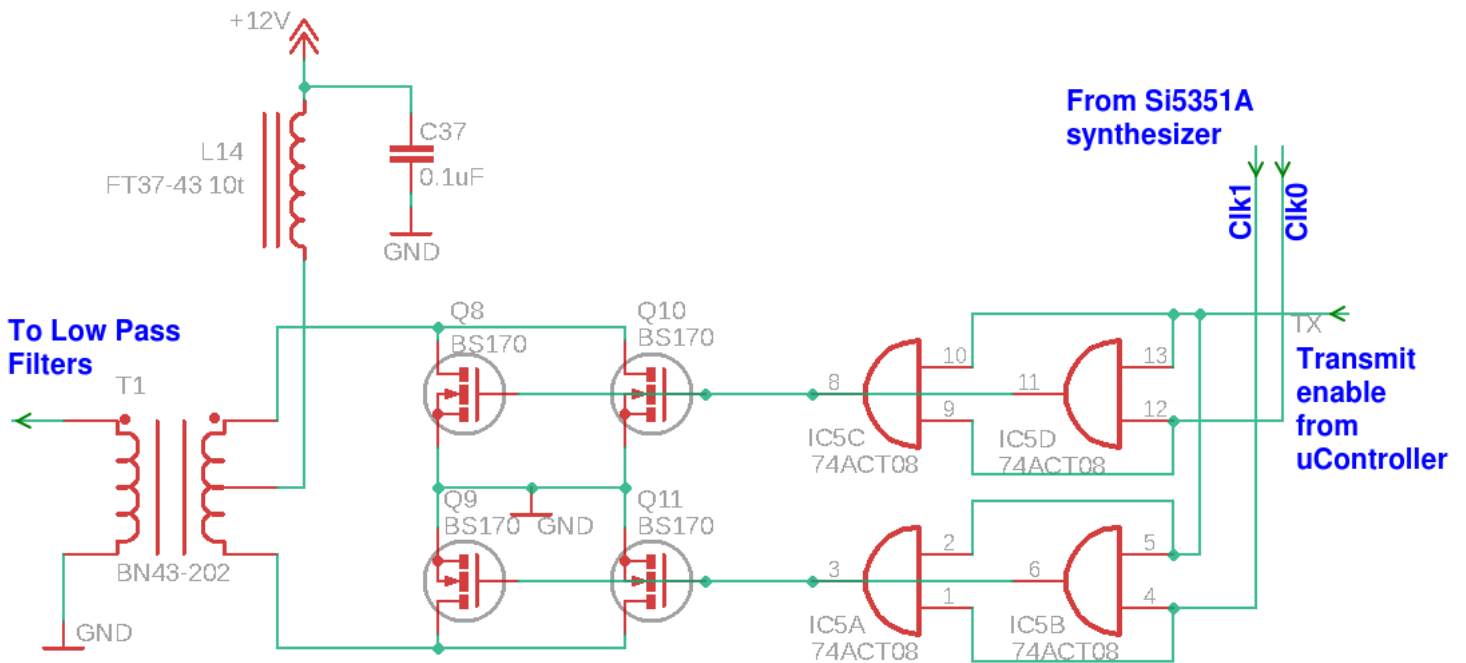 +12V
L14
FT37-43 10t
C37
0.1uF
GND
From Si5351A
synthesizer
Clk1
Clk0
To Low Pass
Filters
T1
BN43-202
GND
Q8
BS170
Q10
BS170
Q9
BS170
GND
Q11
BS170
8
10
9
IC5C
74ACT08
11
13
12
IC5D
74ACT08
TX
Transmit
enable
from
uController
3
2
1
IC5A
74ACT08
6
5
4
IC5B
74ACT08